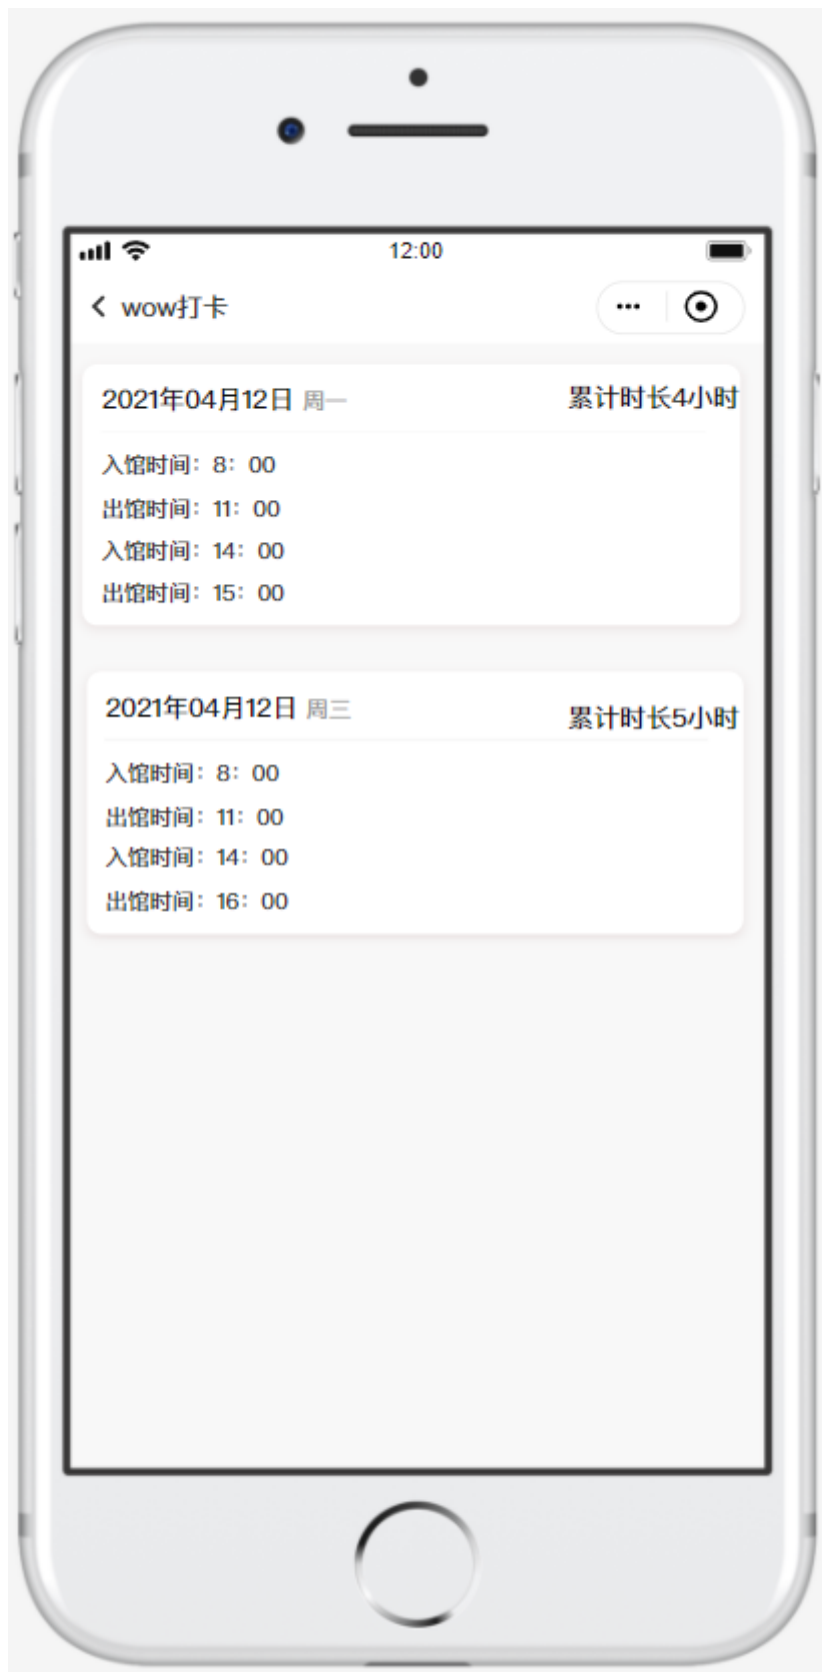 12:00
wow打卡
2021年04月12日 周一 累计时长4小时
入馆时间：8：00
出馆时间：11：00
入馆时间：14：00
出馆时间：15：00
2021年04月12日 周三 累计时长5小时
入馆时间：8：00
出馆时间：11：00
入馆时间：14：00
出馆时间：16：00